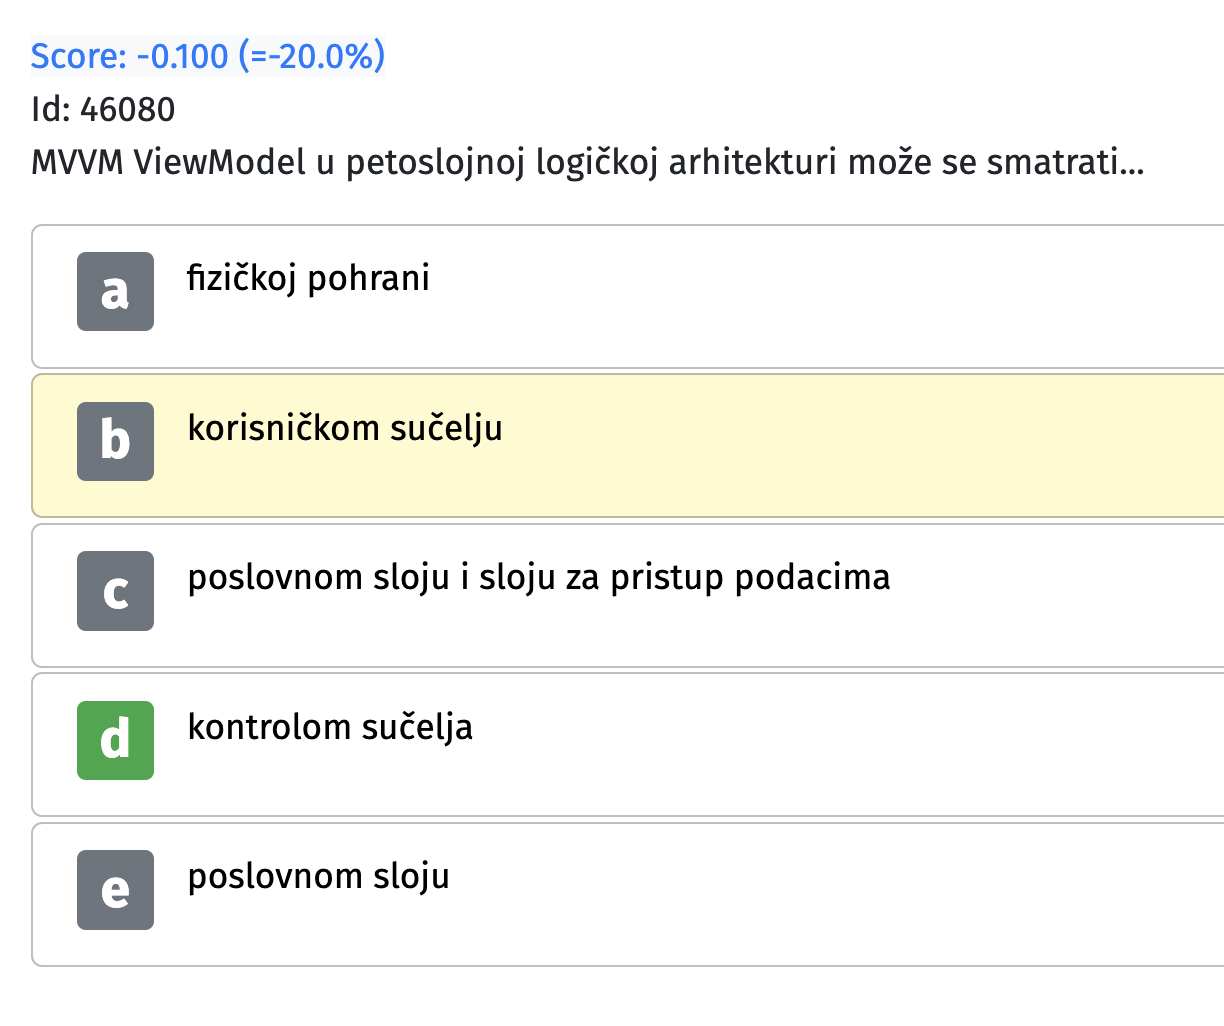 Score: -0.100 (=-20.0%)
Id: 46080
MVVM ViewModel u petoslojnoj logičkoj arhitekturi može se smatrati...
a fizičkoj pohrani
b korisničkom sučelju
c poslovnom sloju i sloju za pristup podacima
d kontrolom sučelja
e poslovnom sloju